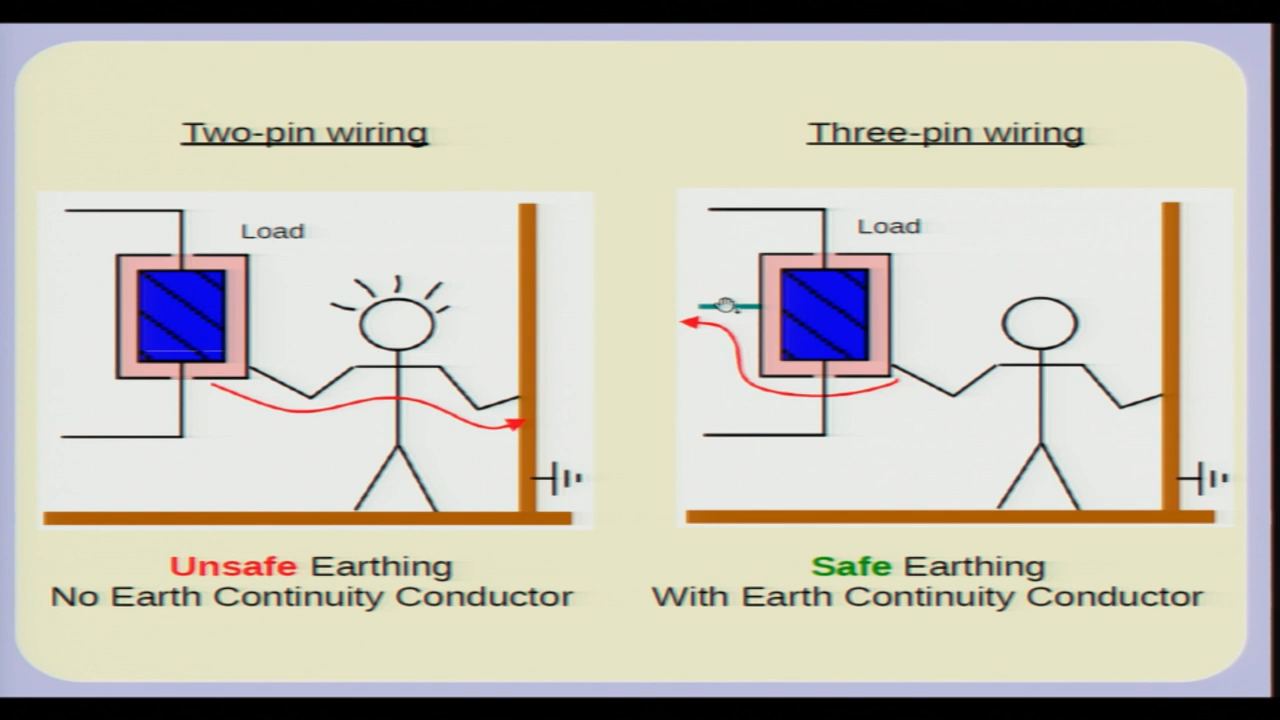 Two-pin wiring
Load
Unsafe Earthing
No Earth Continuity Conductor
Three-pin wiring
Load
Safe Earthing
With Earth Continuity Conductor